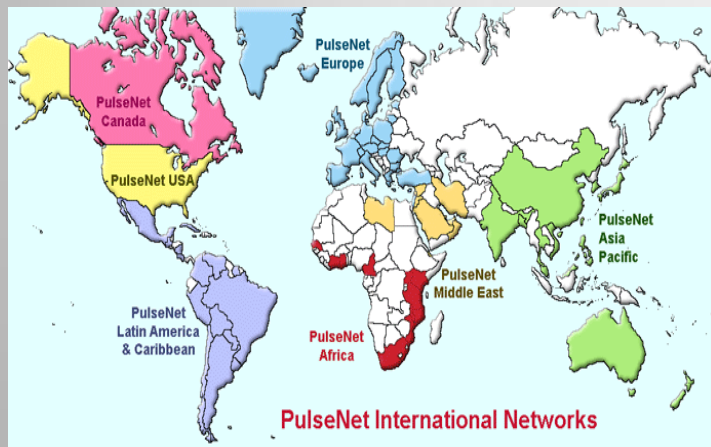 PulseNet
Europe
PulseNet
Canada
PulseNet USA
PulseNet
Asia
Pacific
PulseNet
Middle East
PulseNet
Latin America
& Caribbean
PulseNet
Africa
PulseNet International Networks